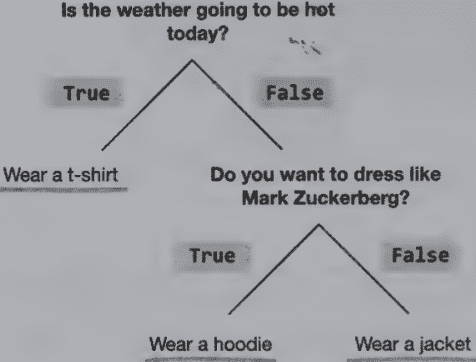 Is the weather going to be hot
today?
True
False
Wear a t-shirt
Do you want to dress like
Mark Zuckerberg?
True
False
Wear a hoodie
Wear a jacket